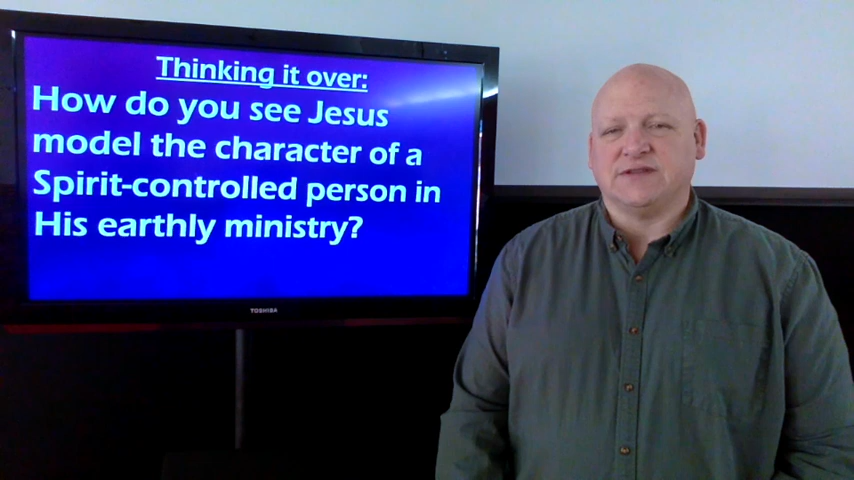 Thinking it over:
How do you see Jesus
model the character of a
Spirit-controlled person in
His earthly ministry?
TOSHIBA